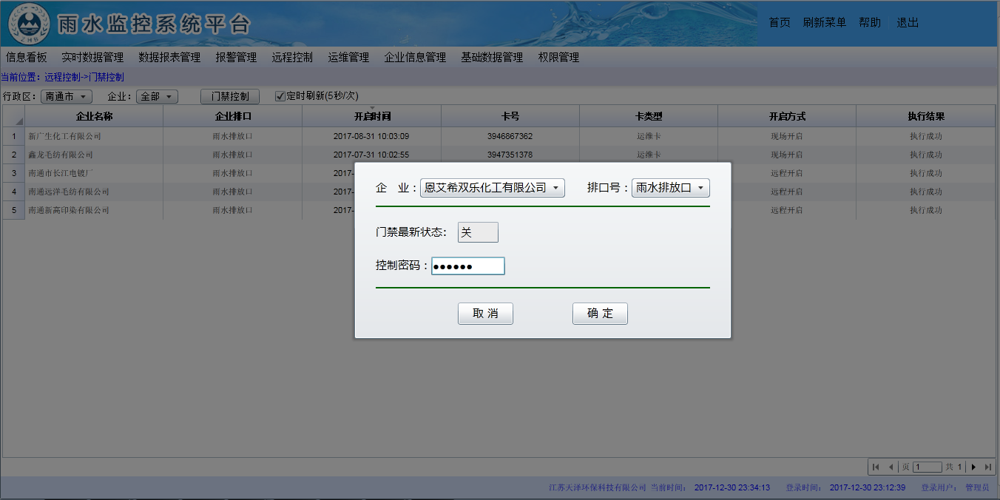 ZHB
雨水监控系统平台
首页 刷新菜单 帮助 退出
信息看板 实时数据管理 数据报表管理 报警管理 远程控制 运维管理 企业信息管理 基础数据管理 权限管理
当前位置：远程控制->门禁控制
行政区： 南通市 企业： 全部 门禁控制 定时刷新(5秒/次)
企业名称 企业排口 开启时间 卡号 卡类型 开启方式 执行结果
1 新广生化工有限公司 雨水排放口 2017-08-31 10:03:09 3946867362 运维卡 现场开启 执行成功
2 鑫龙毛纺有限公司 雨水排放口 2017-07-31 10:02:55 3947351378 运维卡 现场开启 执行成功
3 南通市长江电镀厂 雨水排放口 2017- 远程开启 执行成功
4 南通远洋毛纺有限公司 雨水排放口 2017- 远程开启 执行成功
5 南通新高印染有限公司 雨水排放口 2017- 远程开启 执行成功
企 业： 恩艾希双乐化工有限公司 排口号： 雨水排放口
门禁最新状态： 关
控制密码： ●●●●●●
取 消 确 定
页 1 共 1
江苏天泽环保科技有限公司 当前时间： 2017-12-30 23:34:13 登录时间： 2017-12-30 23:12:39 登录用户： 管理员